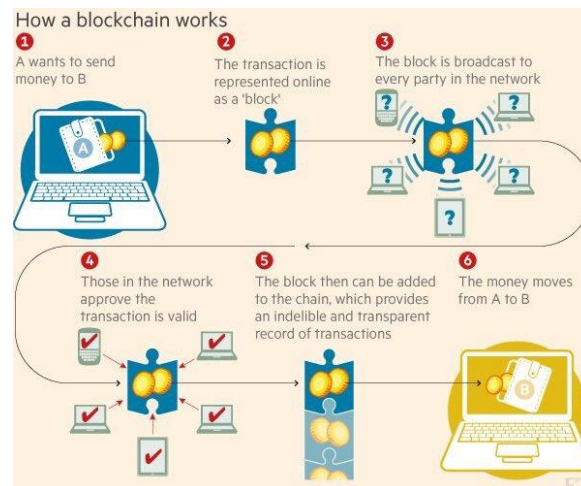 How a blockchain works
1
A wants to send
money to B
2
The transaction is
represented online
as a 'block'
3
The block is broadcast to
every party in the network
A
?
?
?
?
?
4
Those in the network
approve the
transaction is valid
5
The block then can be added
to the chain, which provides
an indelible and transparent
record of transactions
6
The money moves
from A to B
B